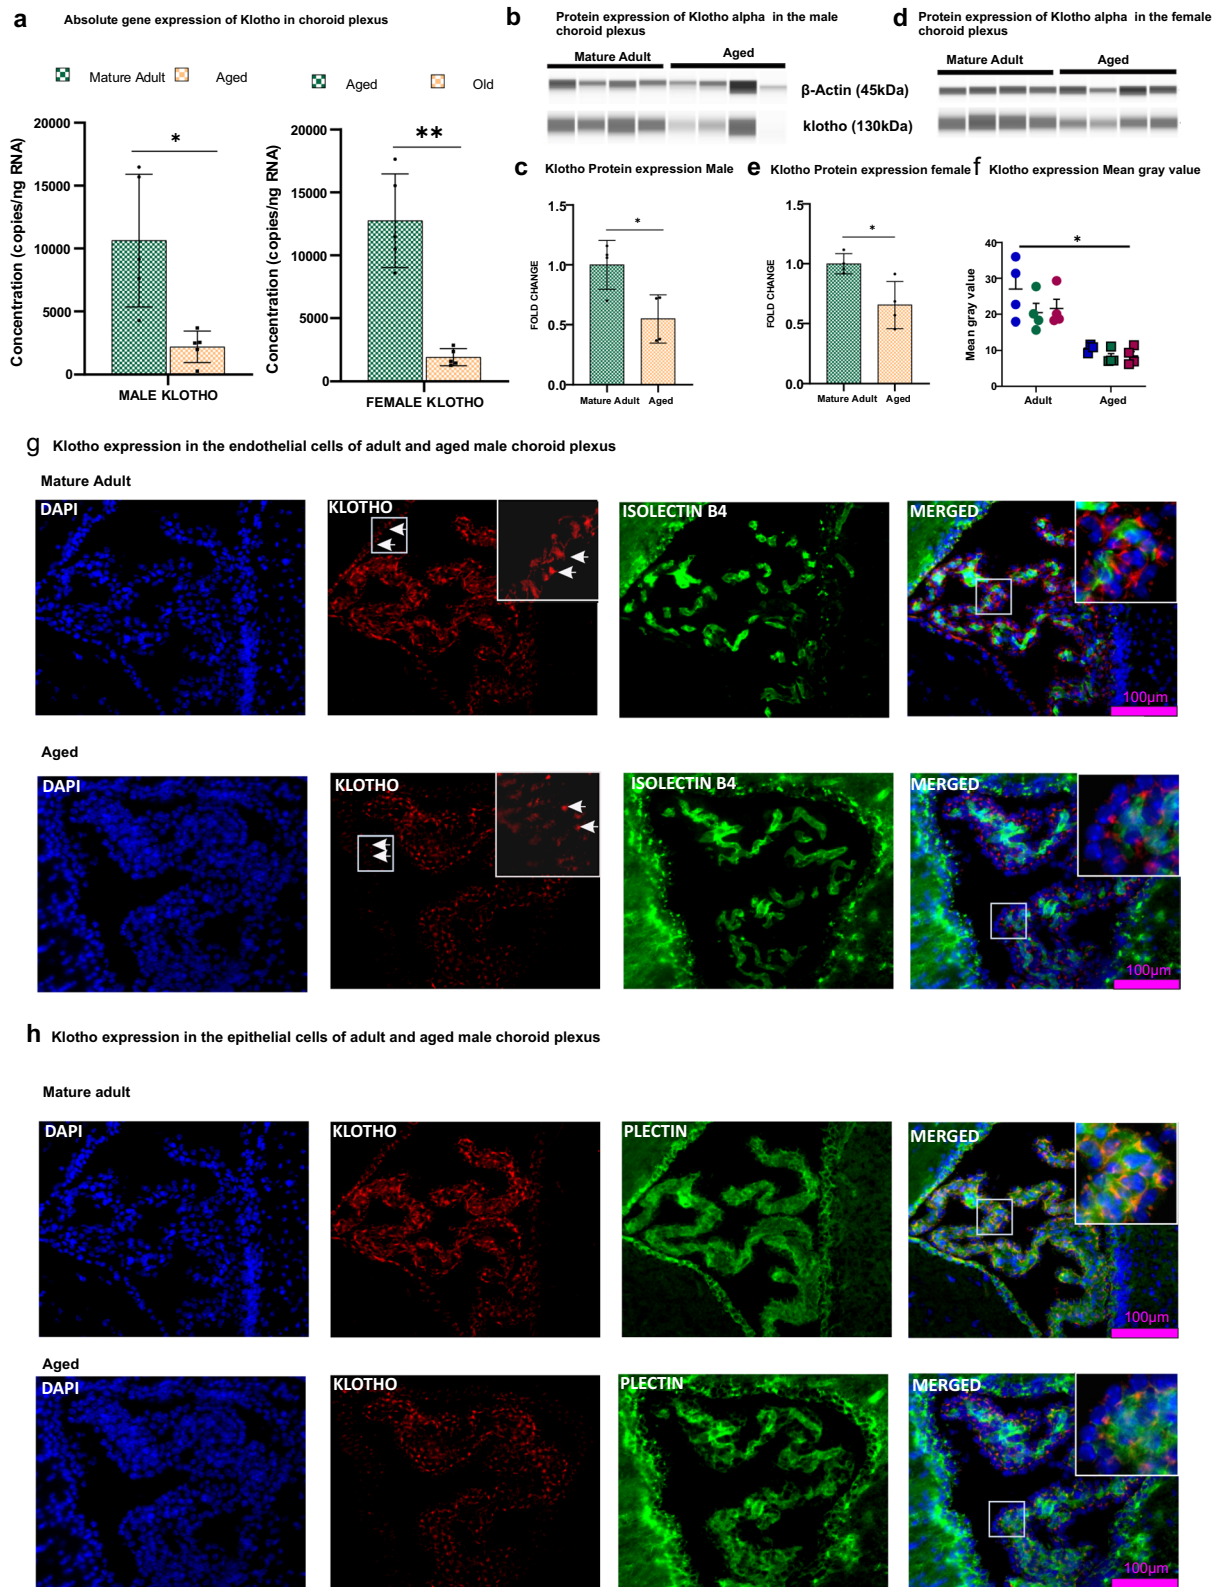 a
Absolute gene expression of Klotho in choroid plexus
Mature Adult
Aged
Aged
Old
Concentration (copies/ng RNA)
20000
15000
10000
5000
0
*
MALE KLOTHO
Concentration (copies/ng RNA)
20000
15000
10000
5000
0
**
FEMALE KLOTHO
b
Protein expression of Klotho alpha in the male
choroid plexus
Mature Adult
Aged
β-Actin (45kDa)
klotho (130kDa)
d
Protein expression of Klotho alpha in the female
choroid plexus
Mature Adult
Aged
c
Klotho Protein expression Male
FOLD CHANGE
1.5
1.0
0.5
0.0
*
Mature Adult
Aged
e
Klotho Protein expression female
FOLD CHANGE
1.5
1.0
0.5
0.0
*
Mature Adult
Aged
f
Klotho expression Mean gray value
Mean gray value
40
30
20
10
0
*
Adult
Aged
g
Klotho expression in the endothelial cells of adult and aged male choroid plexus
Mature Adult
DAPI
KLOTHO
ISOLECTIN B4
MERGED
100µm
Aged
DAPI
KLOTHO
ISOLECTIN B4
MERGED
100µm
h
Klotho expression in the epithelial cells of adult and aged male choroid plexus
Mature adult
DAPI
KLOTHO
PLECTIN
MERGED
100µm
Aged
DAPI
KLOTHO
PLECTIN
MERGED
100µm